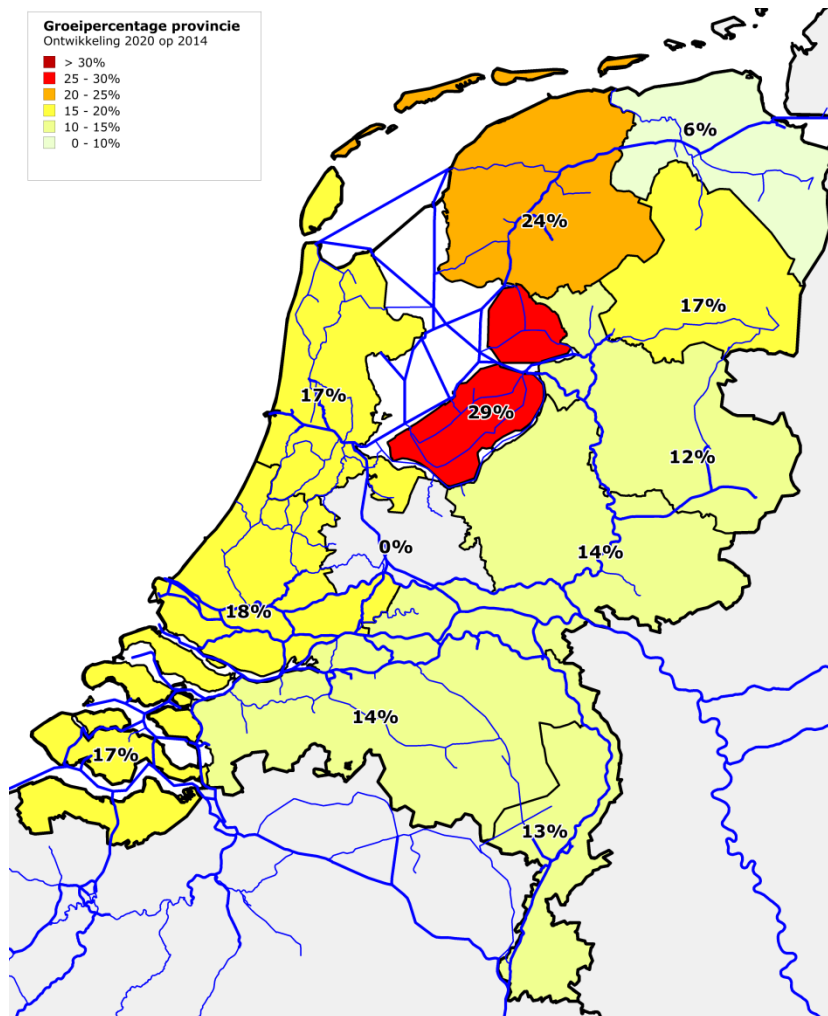 Groeipercentage provincie
Ontwikkeling 2020 op 2014
> 30%
25 - 30%
20 - 25%
15 - 20%
10 - 15%
0 - 10%
6%
24%
17%
17%
29%
12%
0%
14%
18%
14%
17%
13%